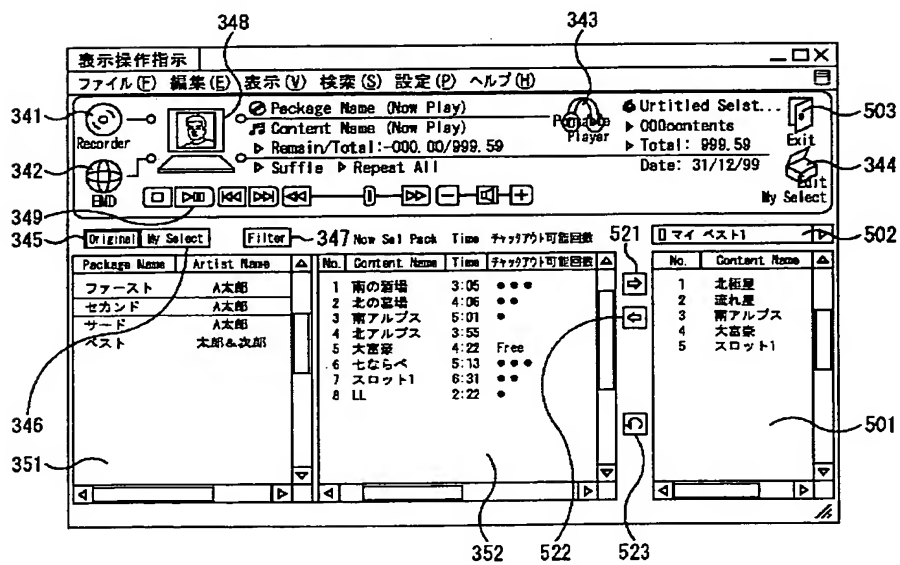 348
343
表示操作指示
ファイル(F) 編集(E) 表示(V) 検索(S) 設定(P) ヘルプ(H)
341
Recorder
Package Name (Now Play)
Content Name (Now Play)
Remain/Total:-000.00/999.59
Suffle Repeat All
Portable
Player
Urtitled Selst...
000contents
Total: 999.59
Date: 31/12/99
Exit
503
342
EMD
Edit
My Select
344
349
345
Original My Select Filter 347 Now Sel Pack Time チャックアウト可能回数 521
マイ ベスト1 502
Package Name Artist Name
ファースト A太郎
セカンド A太郎
サード A太郎
ベスト 太郎&次郎
No. Content Name Time チャックアウト可能回数
1 南の酒場 3:05 ●●●
2 北の墓場 4:06 ●●
3 南アルプス 5:01 ●
4 北アルプス 3:55
5 大富豪 4:22 Free
6 七ならべ 5:13 ●●●
7 スロット1 6:31 ●●
8 LL 2:22 ●
No. Content Name
1 北極星
2 流れ星
3 南アルプス
4 大富豪
5 スロット1
346
351
501
352
522
523